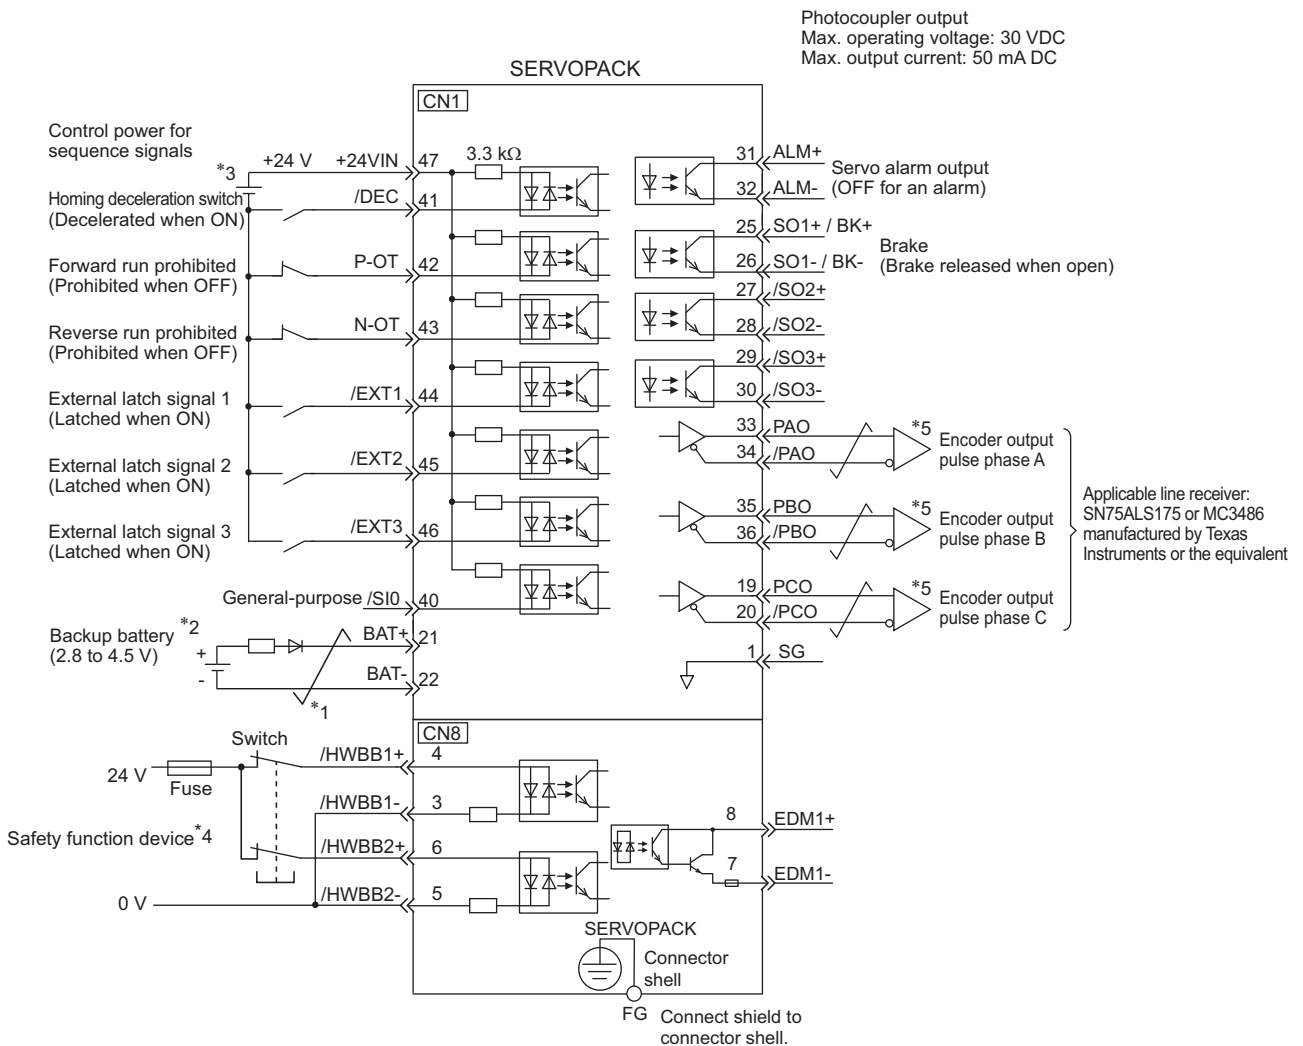 Photocoupler output
Max. operating voltage: 30 VDC
Max. output current: 50 mA DC
SERVOPACK
CN1
Control power for
sequence signals
*3
+24 V
+24VIN
47
3.3 kΩ
Homing deceleration switch
(Decelerated when ON)
/DEC
41
Forward run prohibited
(Prohibited when OFF)
P-OT
42
Reverse run prohibited
(Prohibited when OFF)
N-OT
43
External latch signal 1
(Latched when ON)
/EXT1
44
External latch signal 2
(Latched when ON)
/EXT2
45
External latch signal 3
(Latched when ON)
/EXT3
46
General-purpose /SI0
40
Backup battery
(2.8 to 4.5 V)
*2
+
-
BAT+
21
BAT-
22
*1
31
ALM+
32
ALM-
Servo alarm output
(OFF for an alarm)
25
SO1+ / BK+
26
SO1- / BK-
Brake
(Brake released when open)
27
/SO2+
28
/SO2-
29
/SO3+
30
/SO3-
33
PAO
34
/PAO
*5
Encoder output
pulse phase A
35
PBO
36
/PBO
*5
Encoder output
pulse phase B
19
PCO
20
/PCO
*5
Encoder output
pulse phase C
Applicable line receiver:
SN75ALS175 or MC3486
manufactured by Texas
Instruments or the equivalent
1
SG
CN8
Switch
24 V
Fuse
/HWBB1+
4
/HWBB1-
3
Safety function device*4
/HWBB2+
6
0 V
/HWBB2-
5
8
EDM1+
7
EDM1-
SERVOPACK
Connector
shell
FG
Connect shield to
connector shell.